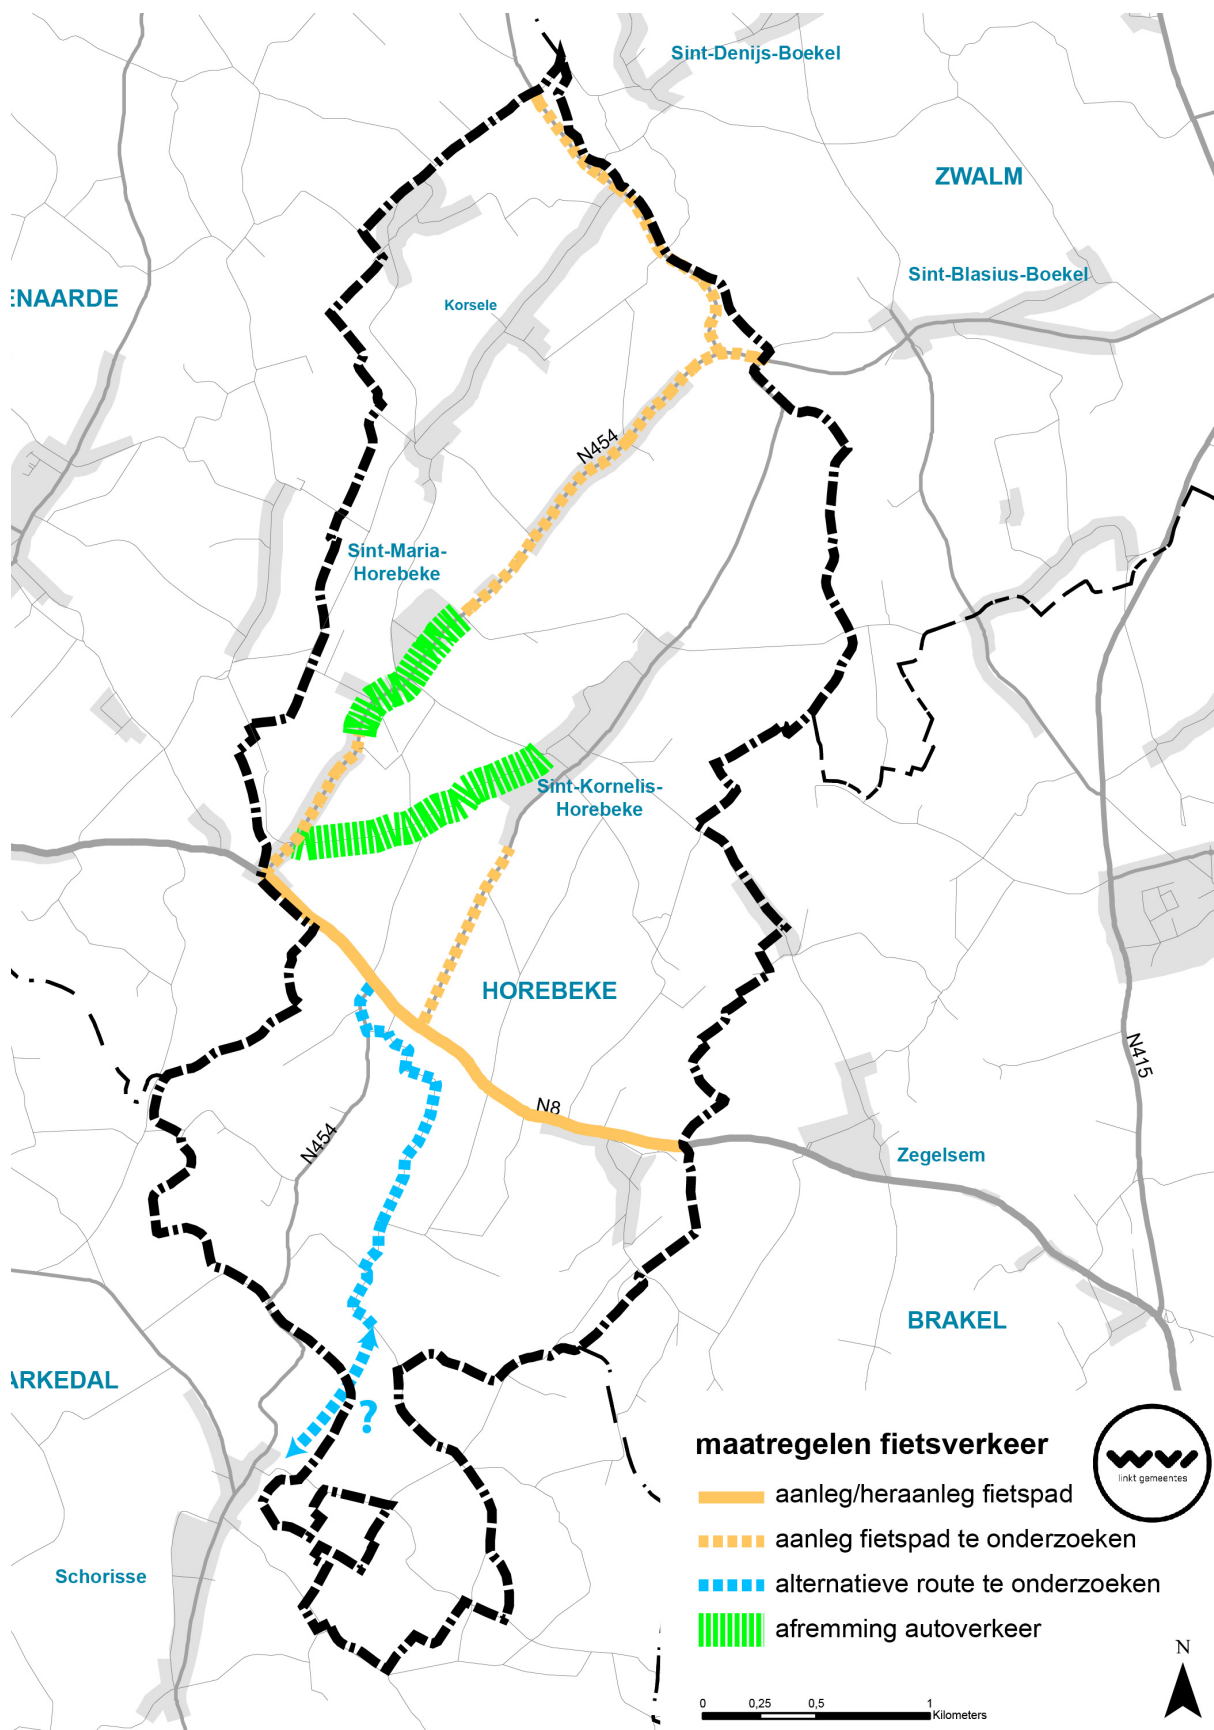 Sint-Denijs-Boekel
ZWALM
Sint-Blasius-Boekel
ENAARDE
Korsele
N454
Sint-Maria-
Horebeke
Sint-Kornelis-
Horebeke
HOREBEKE
N415
N8
N454
Zegelsem
BRAKEL
ARKEDAL
?
Schorisse
maatregelen fietsverkeer
linkt gemeentes
aanleg/heraanleg fietspad
aanleg fietspad te onderzoeken
alternatieve route te onderzoeken
afremming autoverkeer
N
0 0,25 0,5 1
Kilometers